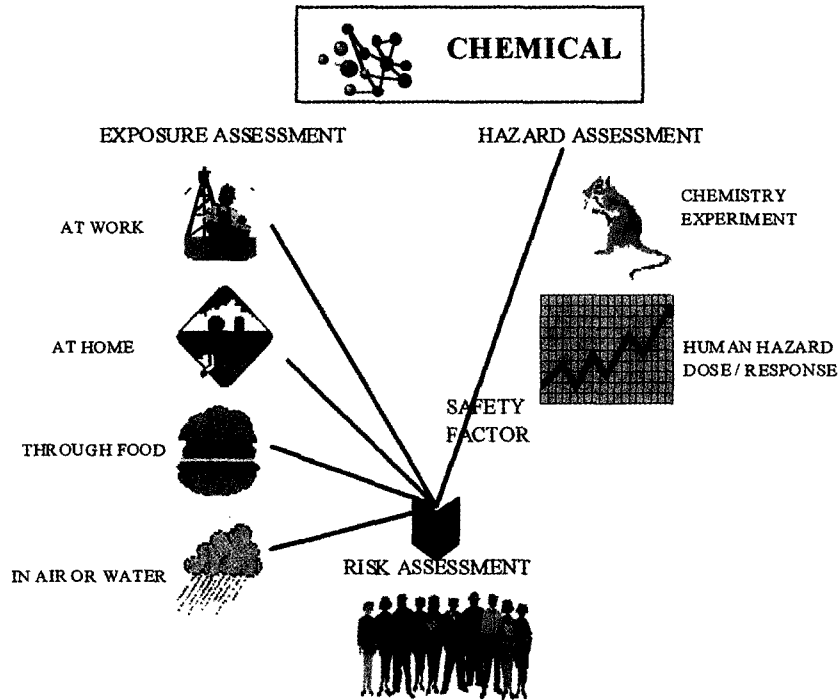 CHEMICAL
EXPOSURE ASSESSMENT
HAZARD ASSESSMENT
AT WORK
CHEMISTRY
EXPERIMENT
AT HOME
HUMAN HAZARD
DOSE / RESPONSE
SAFETY
FACTOR
THROUGH FOOD
IN AIR OR WATER
RISK ASSESSMENT